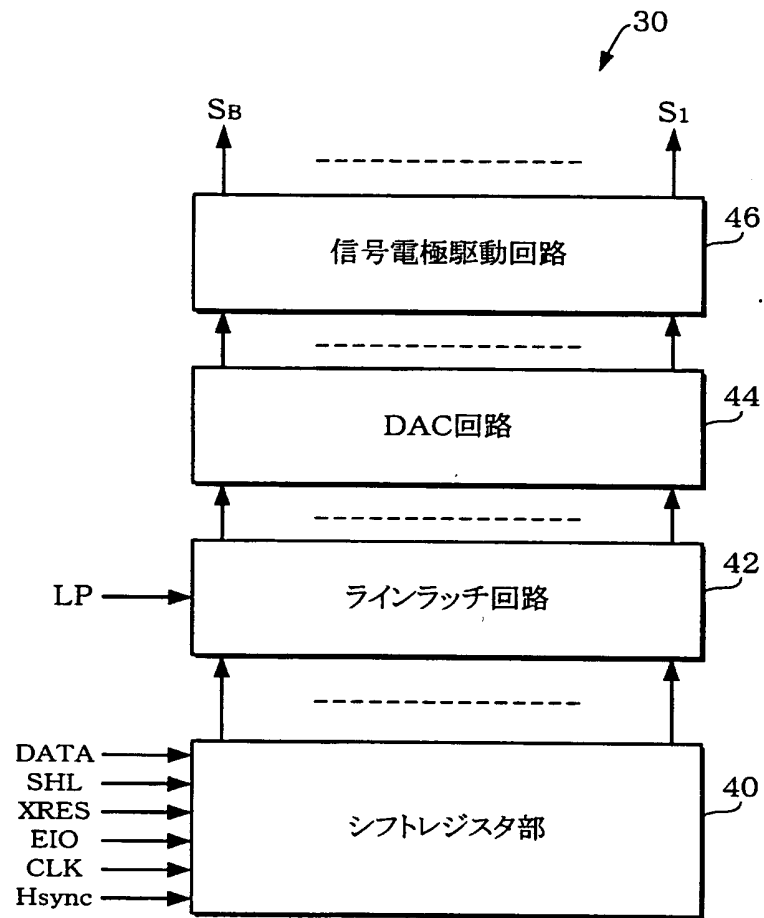 30
SB
S1
信号電極駆動回路
46
DAC回路
44
LP
ラインラッチ回路
42
DATA
SHL
XRES
EIO
CLK
Hsync
シフトレジスタ部
40